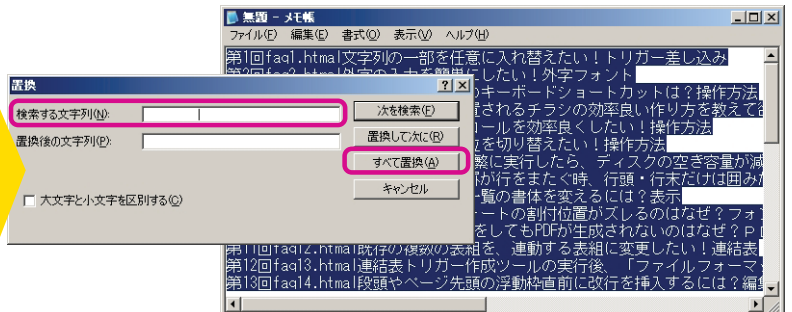 無題 - メモ帳
ファイル(F) 編集(E) 書式(O) 表示(V) ヘルプ(H)
第1回faq1.htmal文字列の一部を任意に入れ替えたい！トリガー差し込み
したい！外字フォント
のキーボードショートカットは？操作方法
されるチラシの効率良い作り方を教えて
ールを効率良くしたい！操作方法
を切り替えたい！操作方法
繁に実行したら、ディスクの空き容量が減
が行をまたぐ時、行頭・行末だけは囲み
一覧の書体を変えるには？表示
ートの割付位置がズレるのはなぜ？フォ
をしてもPDFが生成されないのはなぜ？P
第11回faq12.htmal既存の複数の表組を、連動する表組に変更したい！連結表
第12回faq13.htmal連結表トリガー作成ツールの実行後、「ファイルフォーマ
第13回faq14.htmal段頭やページ先頭の浮動枠直前に改行を挿入するには？編集
置換
検索する文字列(N):
次を検索(F)
置換後の文字列(P):
置換して次に(R)
すべて置換(A)
キャンセル
大文字と小文字を区別する(C)